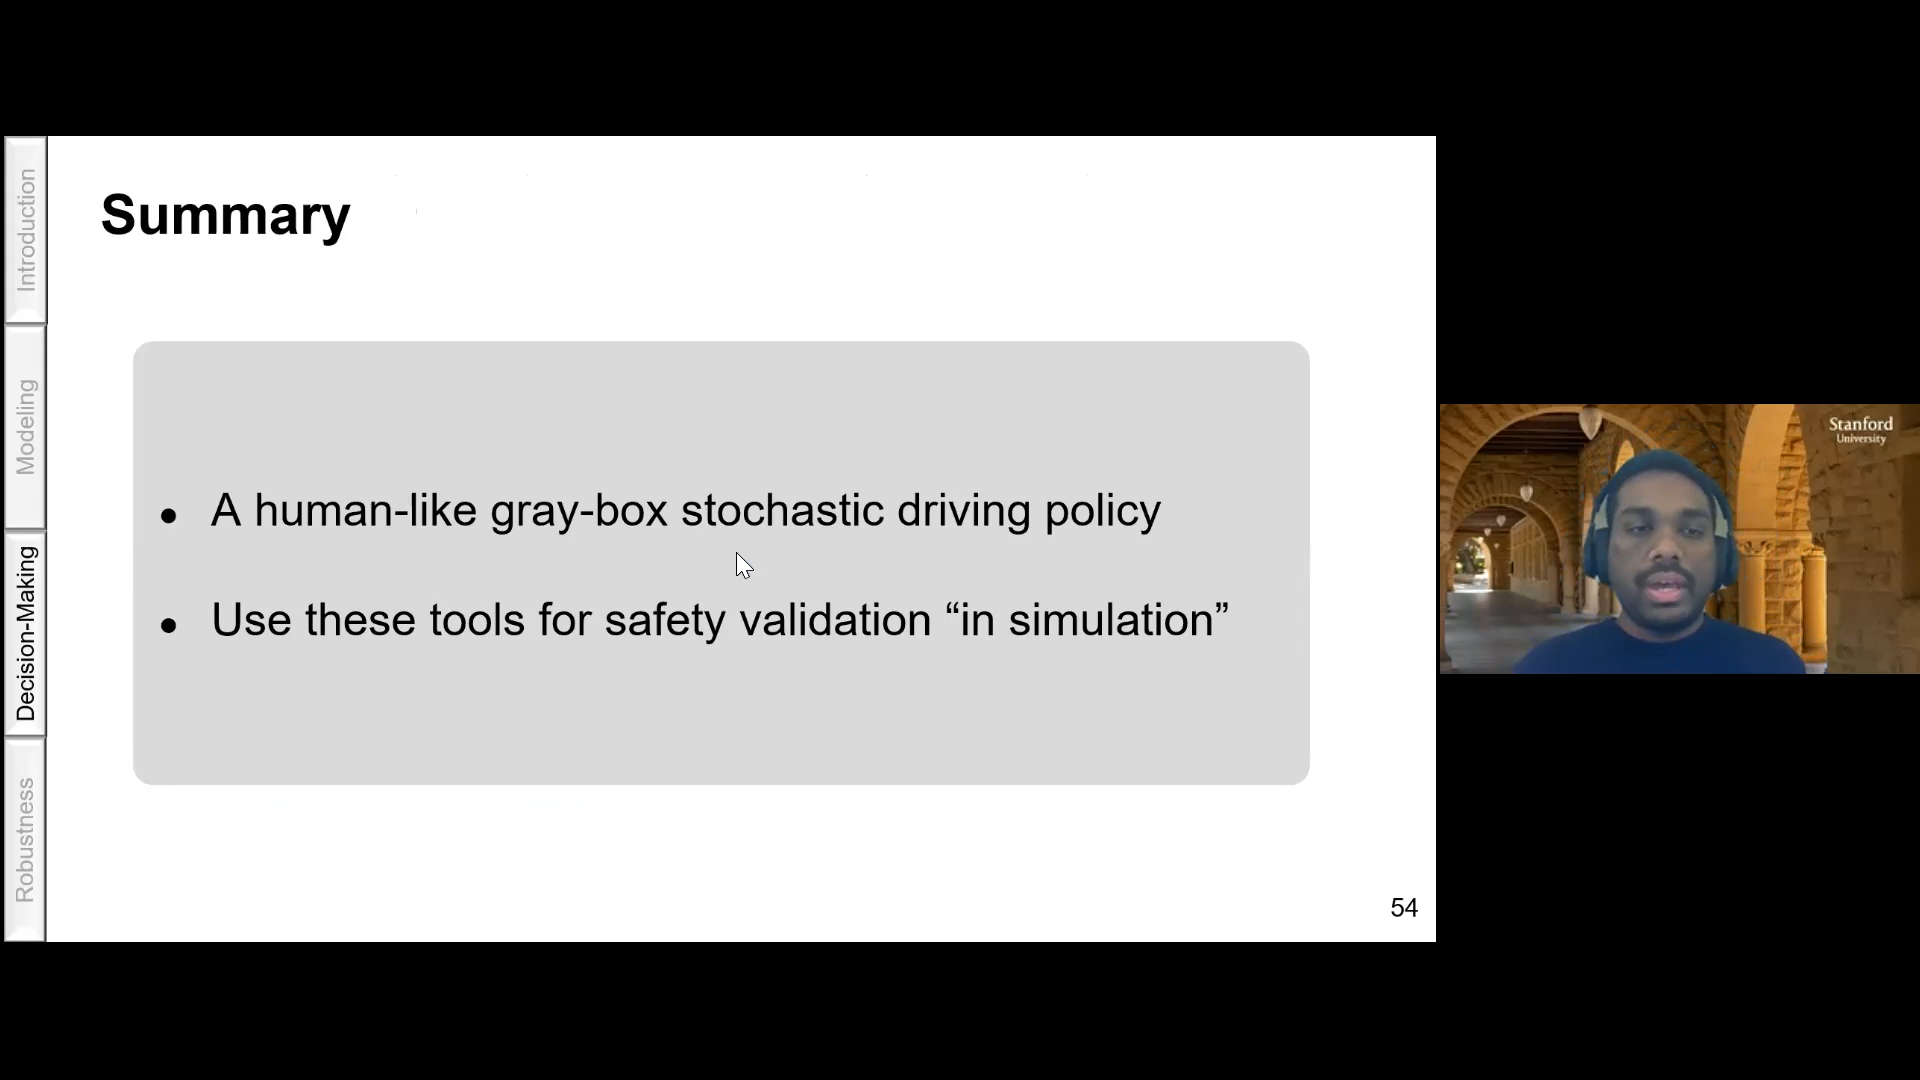 Introduction
Modeling
Decision-Making
Robustness
Summary
● A human-like gray-box stochastic driving policy
● Use these tools for safety validation “in simulation”
54
Stanford
University